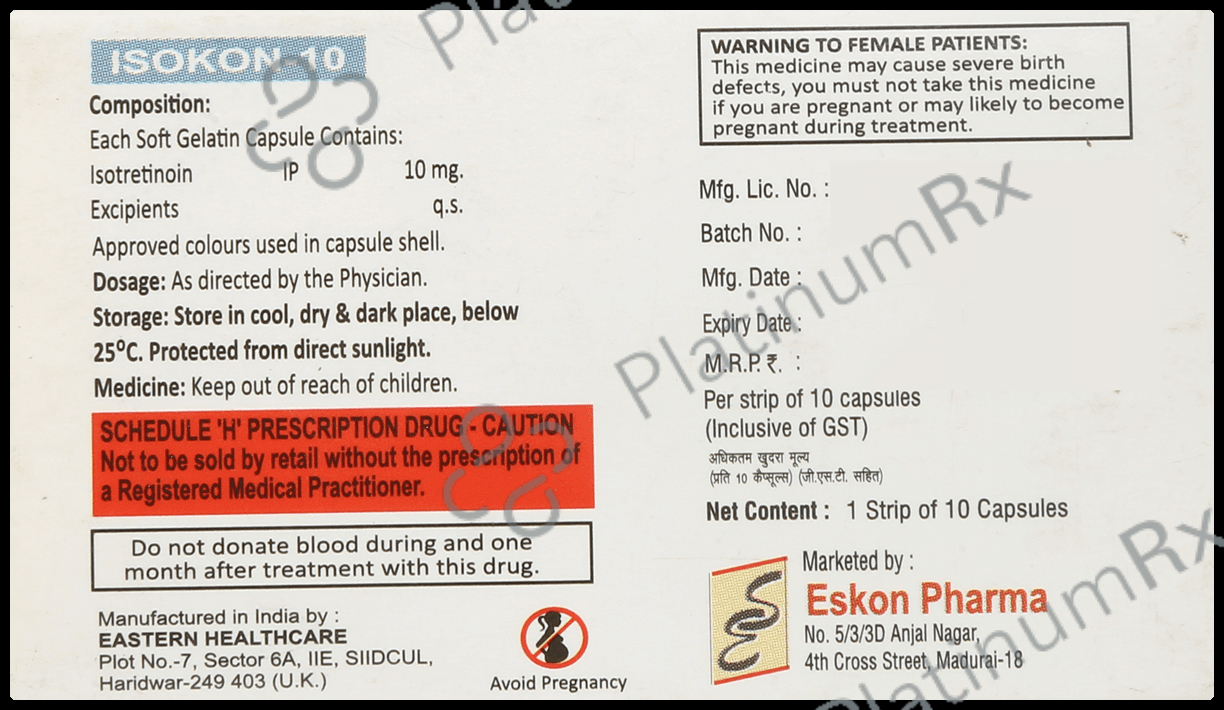 ISOKON-10
Composition:
Each Soft Gelatin Capsule Contains:
Isotretinoin IP 10 mg.
Excipients q.s.
Approved colours used in capsule shell.
Dosage: As directed by the Physician.
Storage: Store in cool, dry & dark place, below
25°C. Protected from direct sunlight.
Medicine: Keep out of reach of children.
SCHEDULE 'H' PRESCRIPTION DRUG - CAUTION
Not to be sold by retail without the prescription of
a Registered Medical Practitioner.
Do not donate blood during and one
month after treatment with this drug.
Manufactured in India by :
EASTERN HEALTHCARE
Plot No.-7, Sector 6A, IIE, SIIDCUL,
Haridwar-249 403 (U.K.)
Avoid Pregnancy
WARNING TO FEMALE PATIENTS:
This medicine may cause severe birth
defects, you must not take this medicine
if you are pregnant or may likely to become
pregnant during treatment.
Mfg. Lic. No. :
Batch No. :
Mfg. Date :
Expiry Date :
M.R.P. ₹. :
Per strip of 10 capsules
(Inclusive of GST)
अधिकतम खुदरा मूल्य
(प्रति 10 कैप्सूल्स) (जी.एस.टी. सहित)
Net Content : 1 Strip of 10 Capsules
Marketed by :
Eskon Pharma
No. 5/3/3D Anjal Nagar,
4th Cross Street, Madurai-18
PlatinumRx
PlatinumRx
PlatinumRx